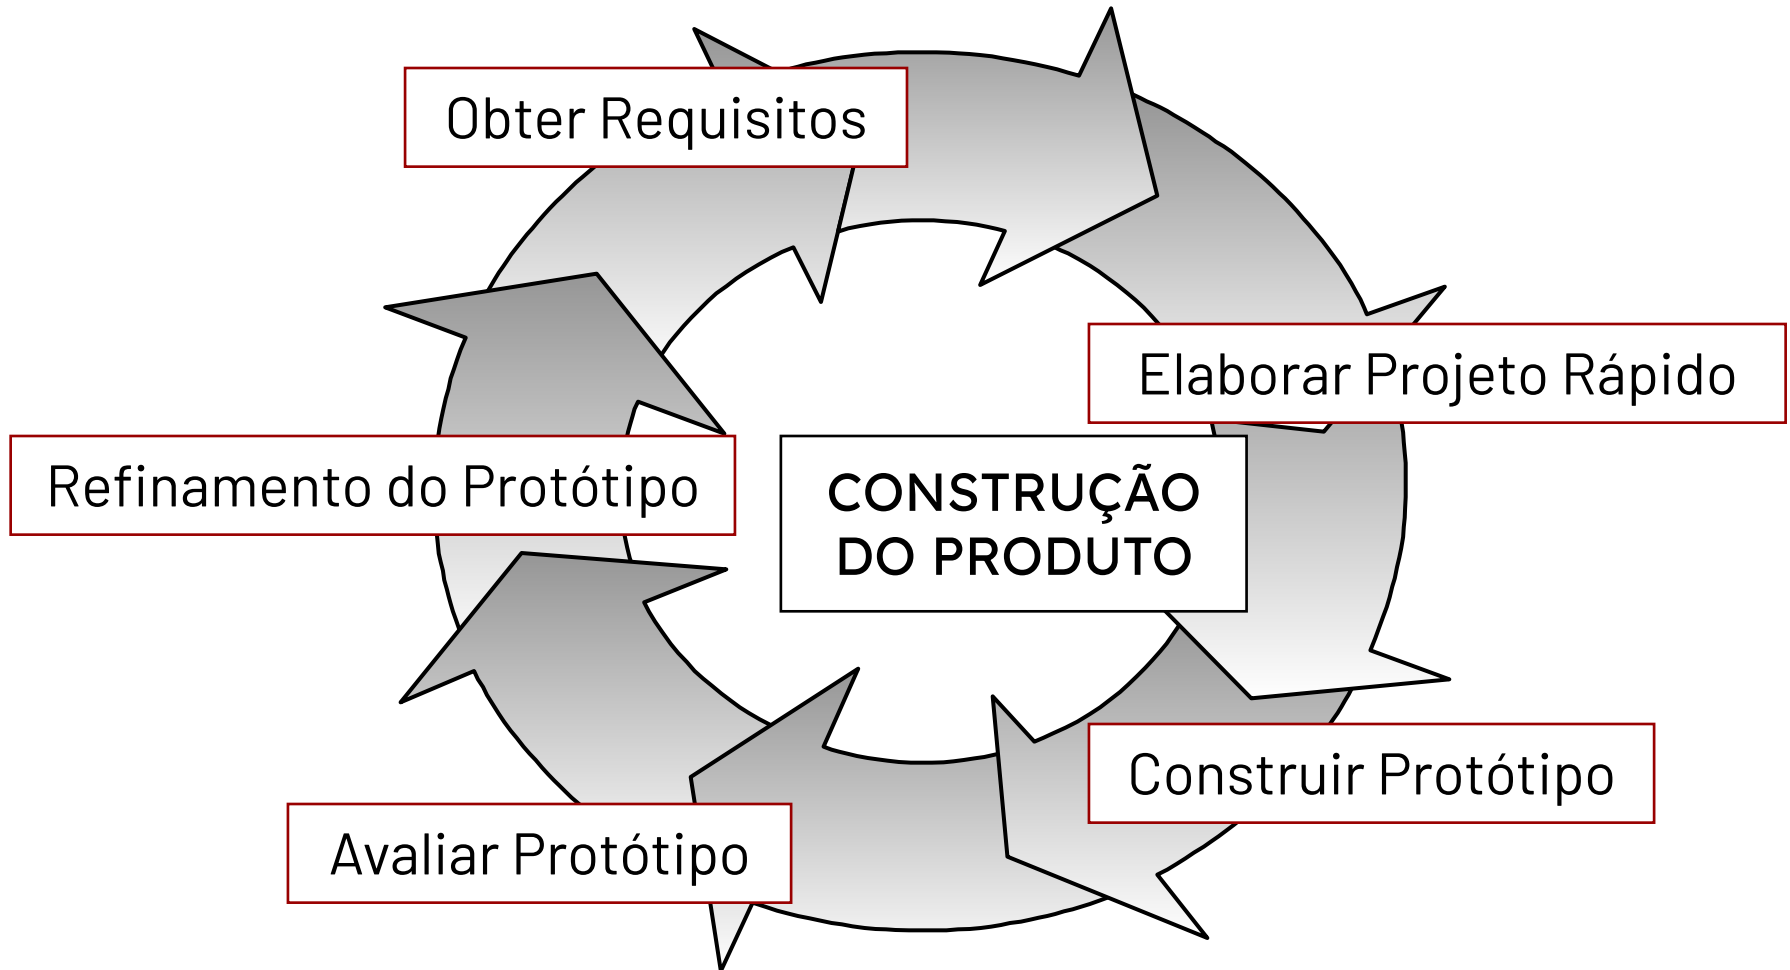 Obter Requisitos
Elaborar Projeto Rápido
Refinamento do Protótipo
CONSTRUÇÃO
DO PRODUTO
Construir Protótipo
Avaliar Protótipo